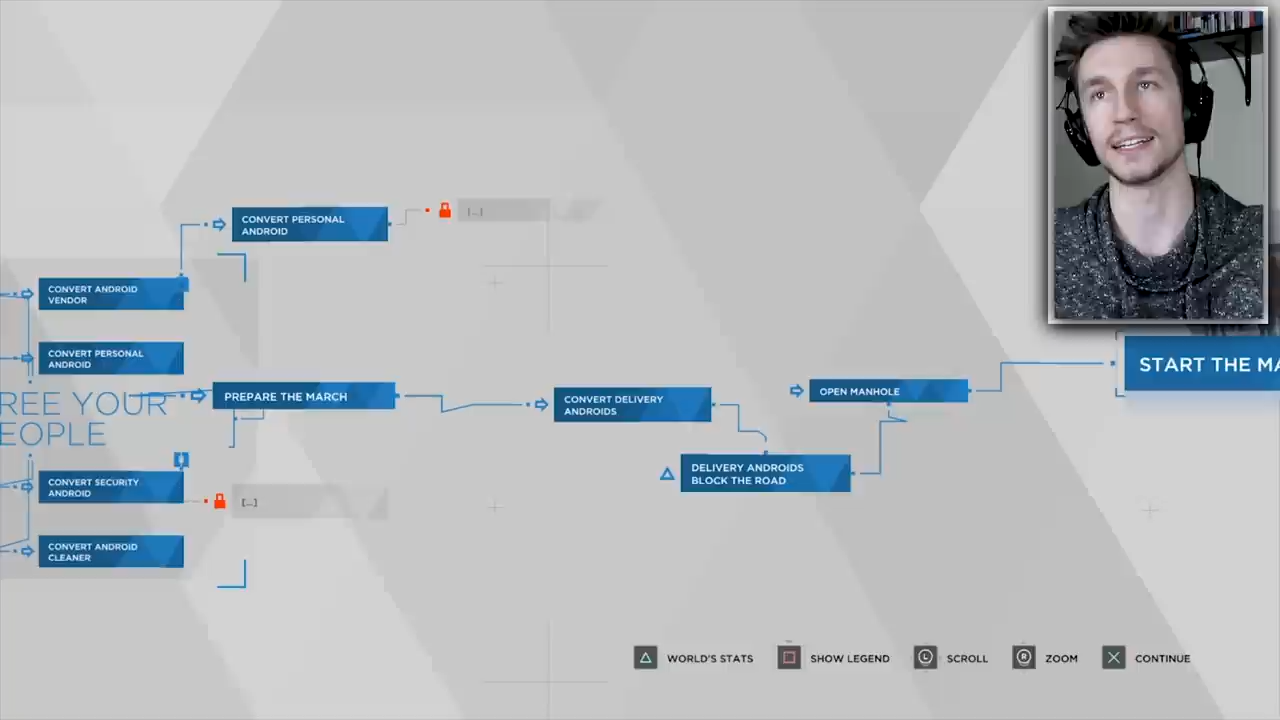 CONVERT PERSONAL
ANDROID
[...]
CONVERT ANDROID
VENDOR
CONVERT PERSONAL
ANDROID
REE YOUR
EOPLE
PREPARE THE MARCH
CONVERT DELIVERY
ANDROIDS
OPEN MANHOLE
START THE MA
DELIVERY ANDROIDS
BLOCK THE ROAD
CONVERT SECURITY
ANDROID
[...]
CONVERT ANDROID
CLEANER
WORLD'S STATS
SHOW LEGEND
L
SCROLL
R
ZOOM
CONTINUE